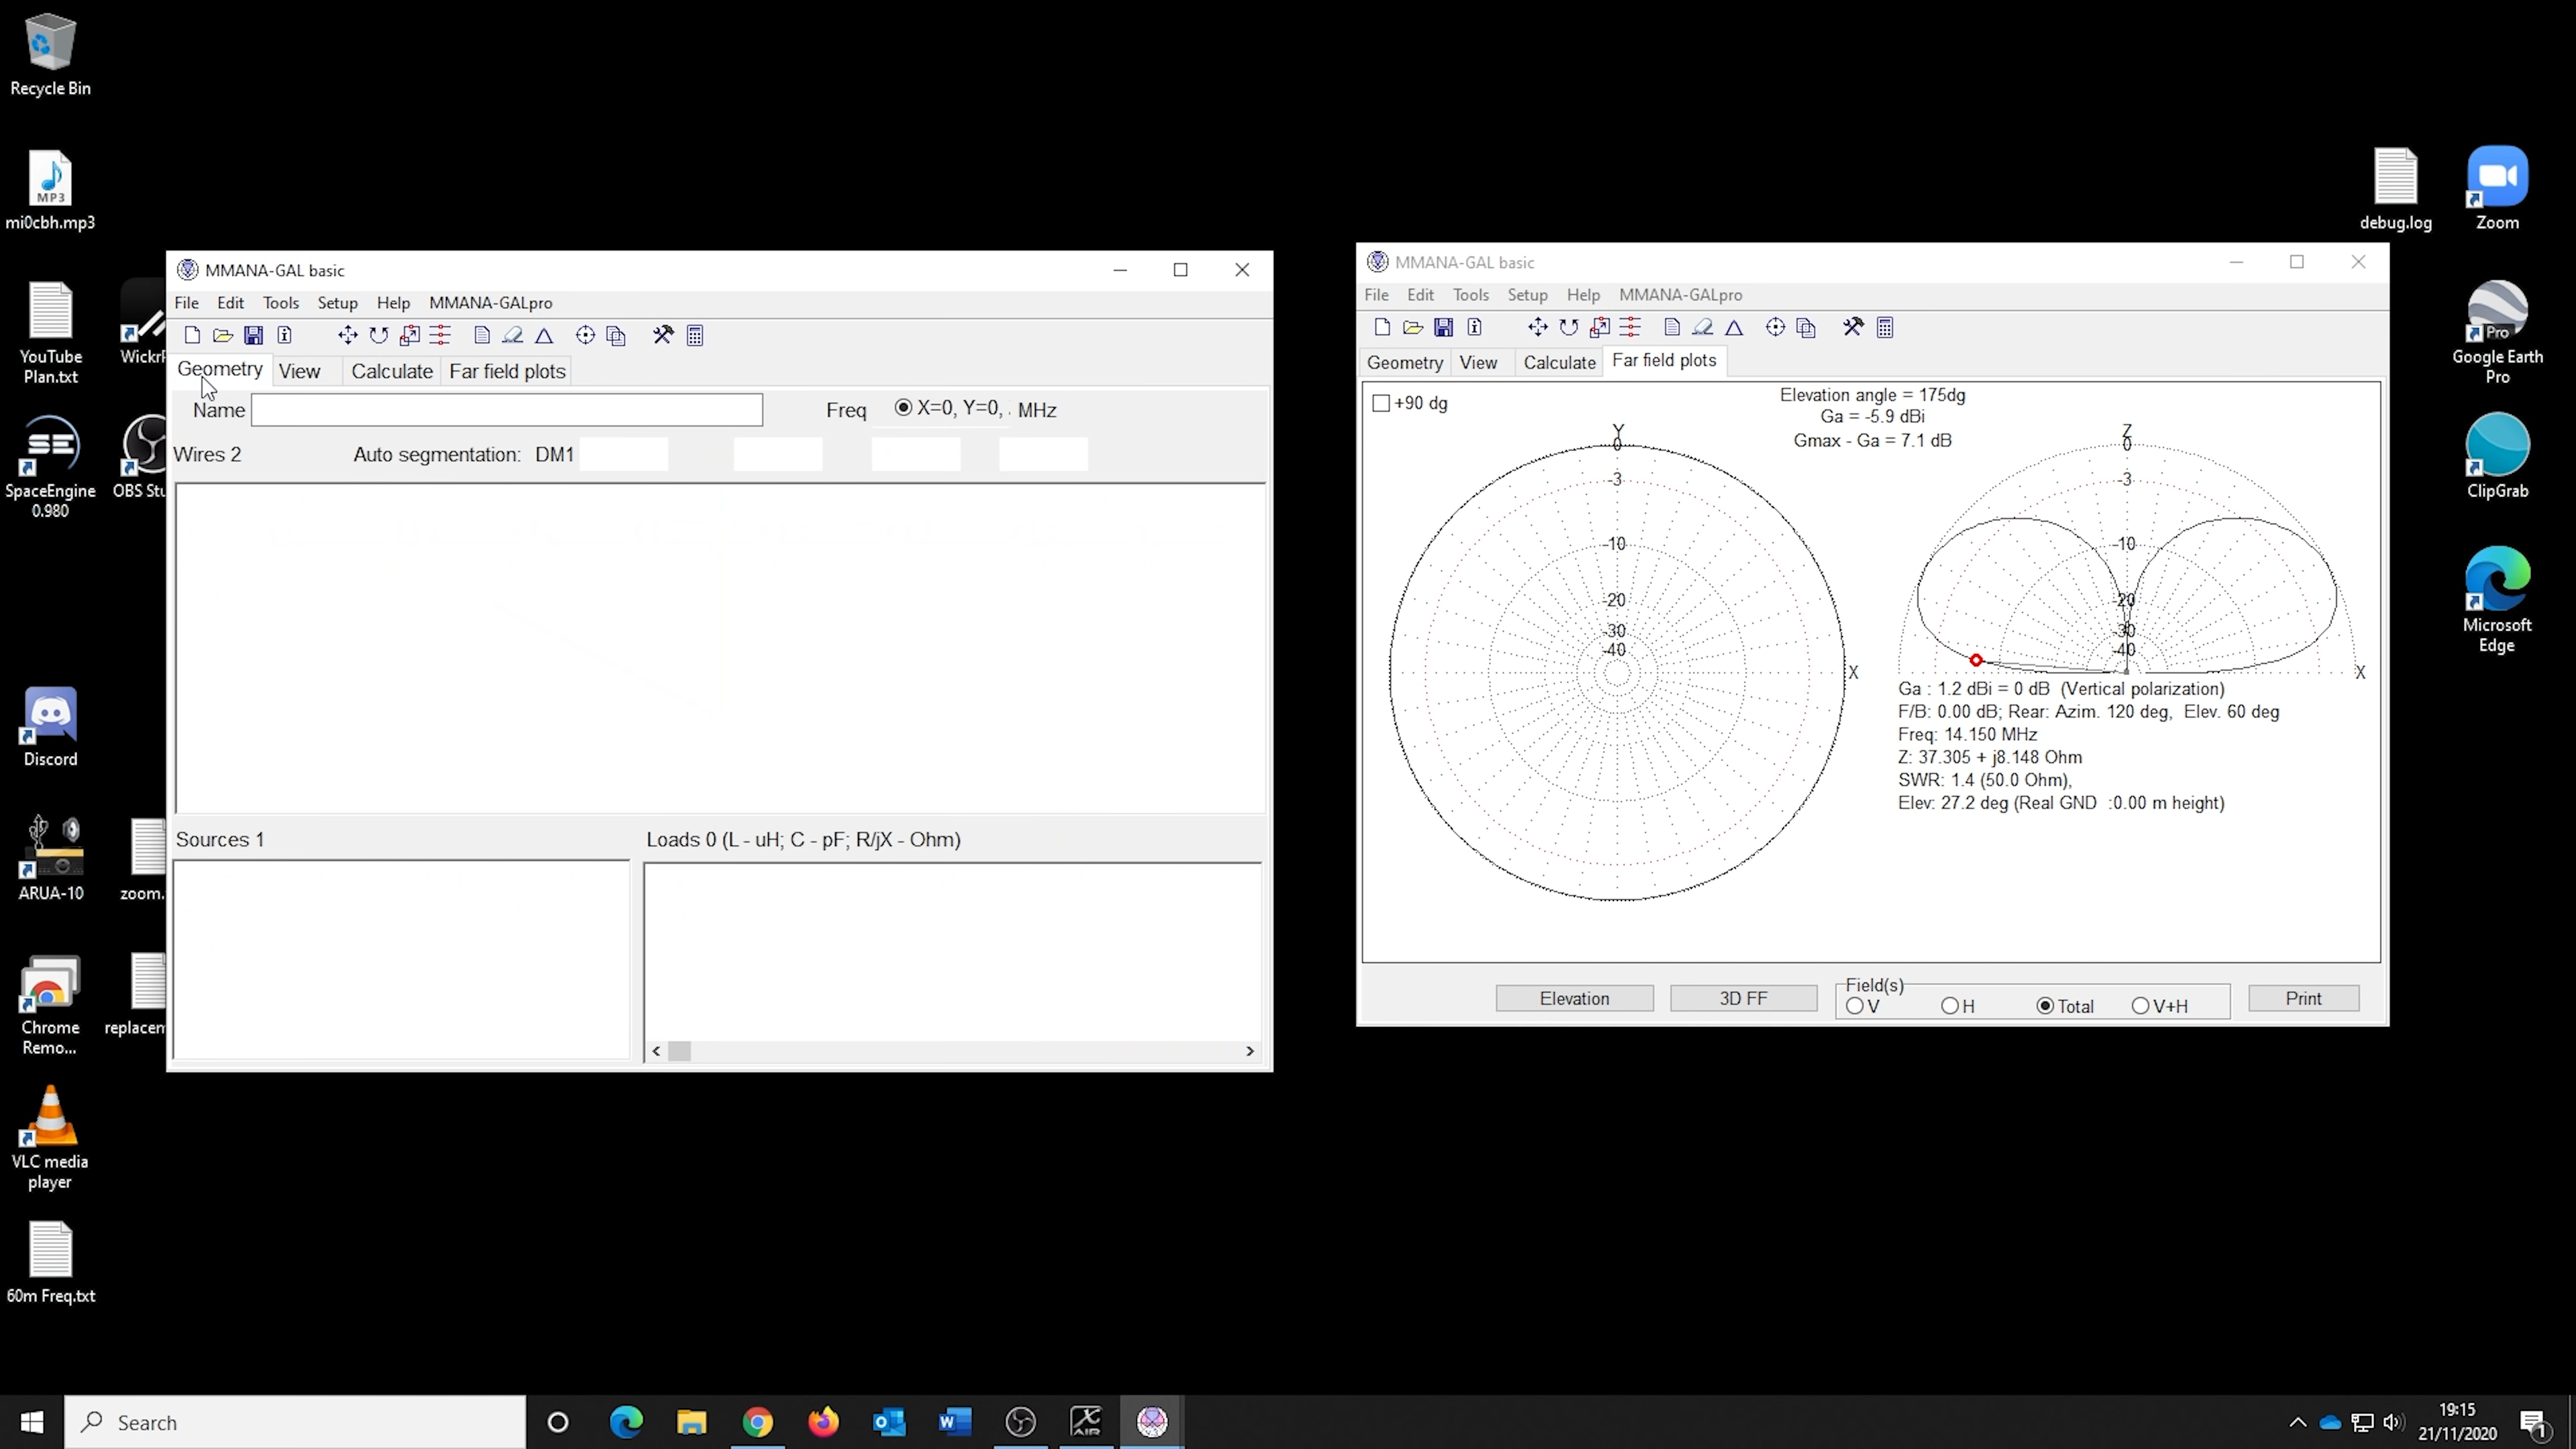 Recycle Bin
mi0cbh.mp3
MP3
YouTube
Plan.txt
SpaceEngine
0.980
OBS Stu
Discord
ARUA-10
zoom.
Chrome
Remo...
replacem
VLC media
player
60m Freq.txt
debug.log
Zoom
Pro
Google Earth
Pro
ClipGrab
Microsoft
Edge
MMANA-GAL basic
File Edit Tools Setup Help MMANA-GALpro
Geometry View Calculate Far field plots
Name
Freq X=0, Y=0, MHz
Wires 2 Auto segmentation: DM1
Sources 1
Loads 0 (L - uH; C - pF; R/jX - Ohm)
MMANA-GAL basic
File Edit Tools Setup Help MMANA-GALpro
Geometry View Calculate Far field plots
+90 dg
Elevation angle = 175dg
Ga = -5.9 dBi
Gmax - Ga = 7.1 dB
Y
0
-3
-10
-20
-30
-40
X
Z
0
-3
-10
-20
-30
-40
X
Ga : 1.2 dBi = 0 dB (Vertical polarization)
F/B: 0.00 dB; Rear: Azim. 120 deg, Elev. 60 deg
Freq: 14.150 MHz
Z: 37.305 + j8.148 Ohm
SWR: 1.4 (50.0 Ohm),
Elev: 27.2 deg (Real GND :0.00 m height)
Elevation
3D FF
Field(s)
V H Total V+H
Print
Search
X AIR
19:15
21/11/2020
1